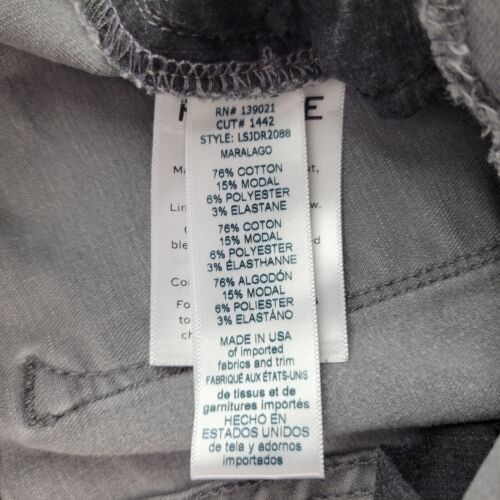 RN# 139021
CUT# 1442
STYLE: LSJDR2088
MARALAGO
76% COTTON
15% MODAL
6% POLYESTER
3% ELASTANE
76% COTON
15% MODAL
6% POLYESTER
3% ÉLASTHANNE
76% ALGODÓN
15% MODAL
6% POLIESTER
3% ELASTÁNO
MADE IN USA
of imported
fabrics and trim
FABRIQUÉ AUX ÉTATS-UNIS
de tissus et de
garnitures importés
HECHO EN
ESTADOS UNIDOS
de tela y adornos
importados